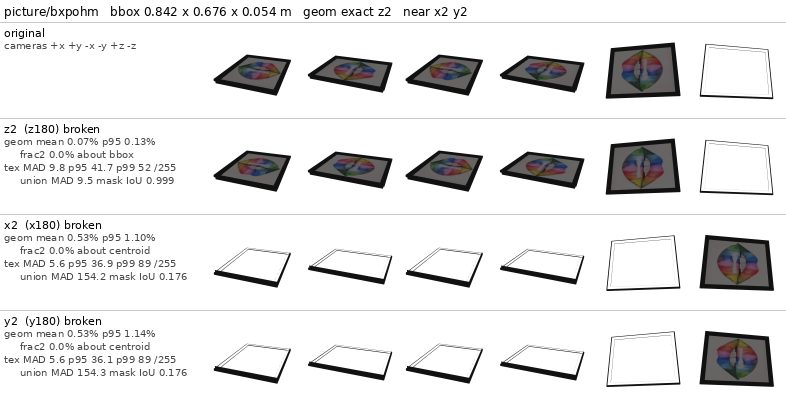 picture/bxpohm   bbox 0.842 x 0.676 x 0.054 m   geom exact z2   near x2 y2
original
cameras +x +y -x -y +z -z
z2  (z180) broken
geom mean 0.07% p95 0.13%
frac2 0.0% about bbox
tex MAD 9.8 p95 41.7 p99 52 /255
union MAD 9.5 mask IoU 0.999
x2  (x180) broken
geom mean 0.53% p95 1.10%
frac2 0.0% about centroid
tex MAD 5.6 p95 36.9 p99 89 /255
union MAD 154.2 mask IoU 0.176
y2  (y180) broken
geom mean 0.53% p95 1.14%
frac2 0.0% about centroid
tex MAD 5.6 p95 36.1 p99 89 /255
union MAD 154.3 mask IoU 0.176